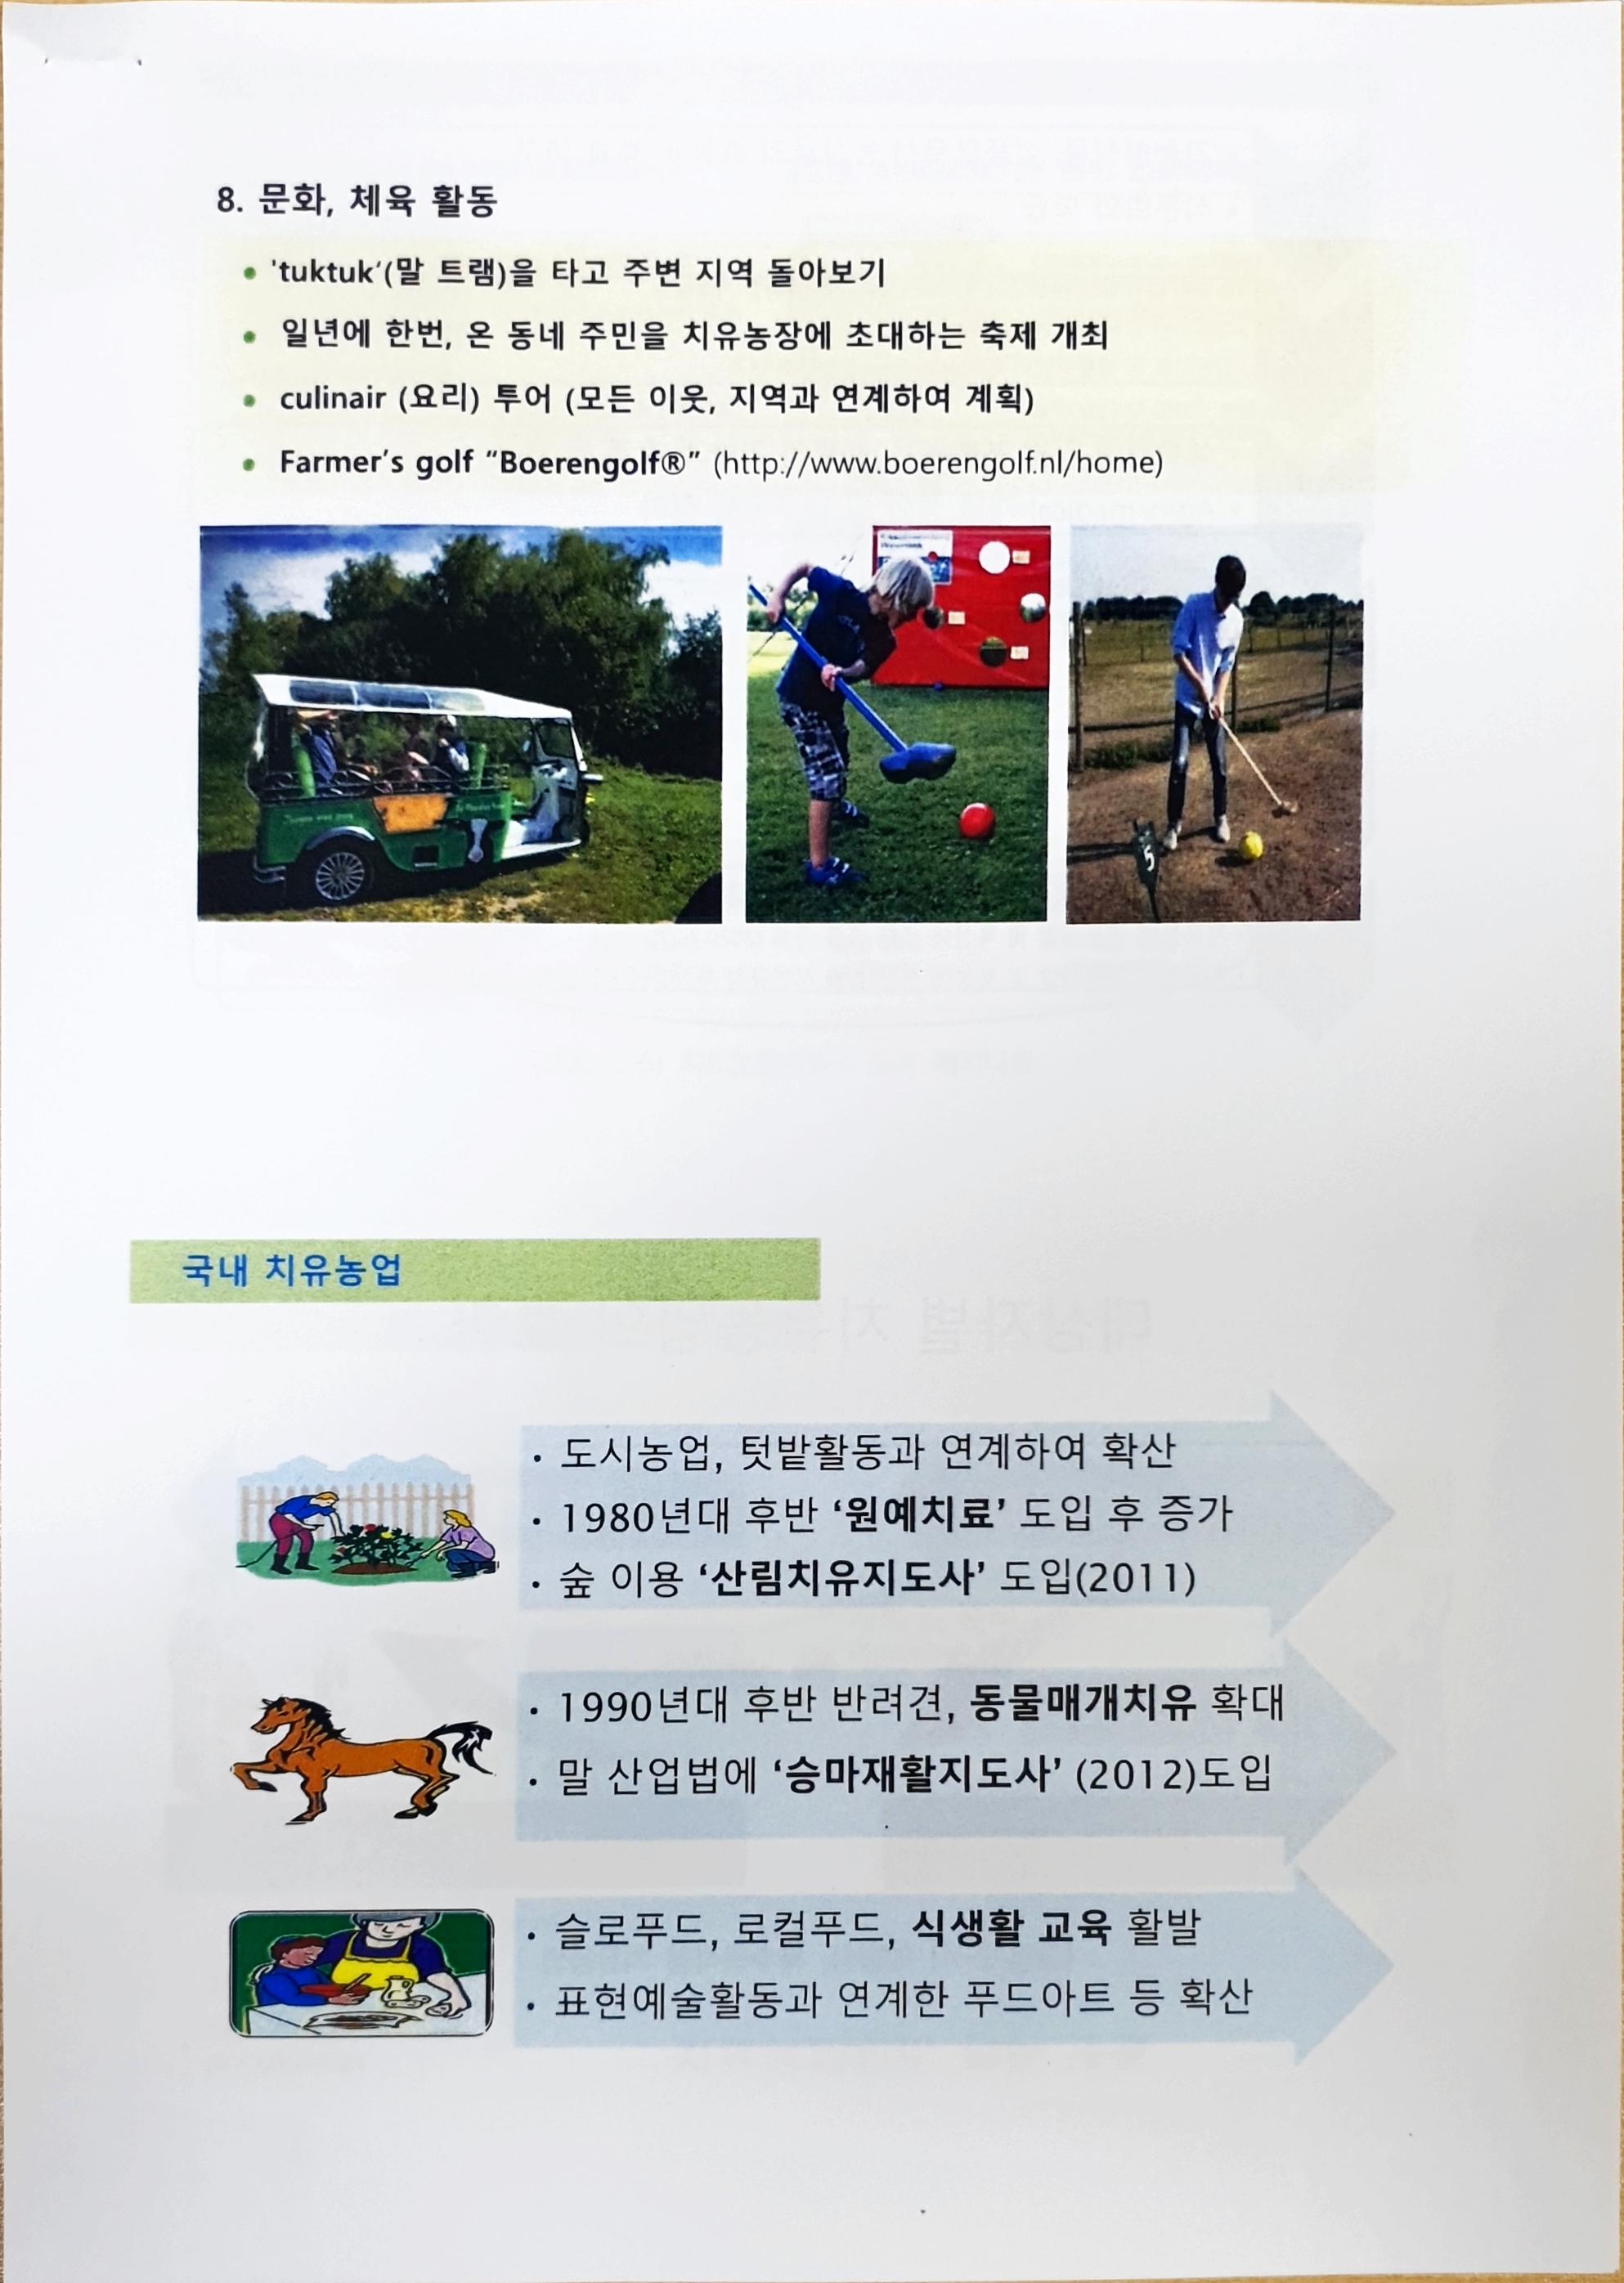 8. 문화, 체육 활동
• 'tuktuk'(말 트램)을 타고 주변 지역 돌아보기
• 일년에 한번, 온 동네 주민을 치유농장에 초대하는 축제 개최
• culinair (요리) 투어 (모든 이웃, 지역과 연계하여 계획)
• Farmer's golf “Boerengolf®” (http://www.boerengolf.nl/home)
5
국내 치유농업
• 도시농업, 텃밭활동과 연계하여 확산
• 1980년대 후반 ‘원예치료’ 도입 후 증가
• 숲 이용 ‘산림치유지도사’ 도입(2011)
• 1990년대 후반 반려견, 동물매개치유 확대
• 말 산업법에 ‘승마재활지도사’ (2012)도입
• 슬로푸드, 로컬푸드, 식생활 교육 활발
• 표현예술활동과 연계한 푸드아트 등 확산